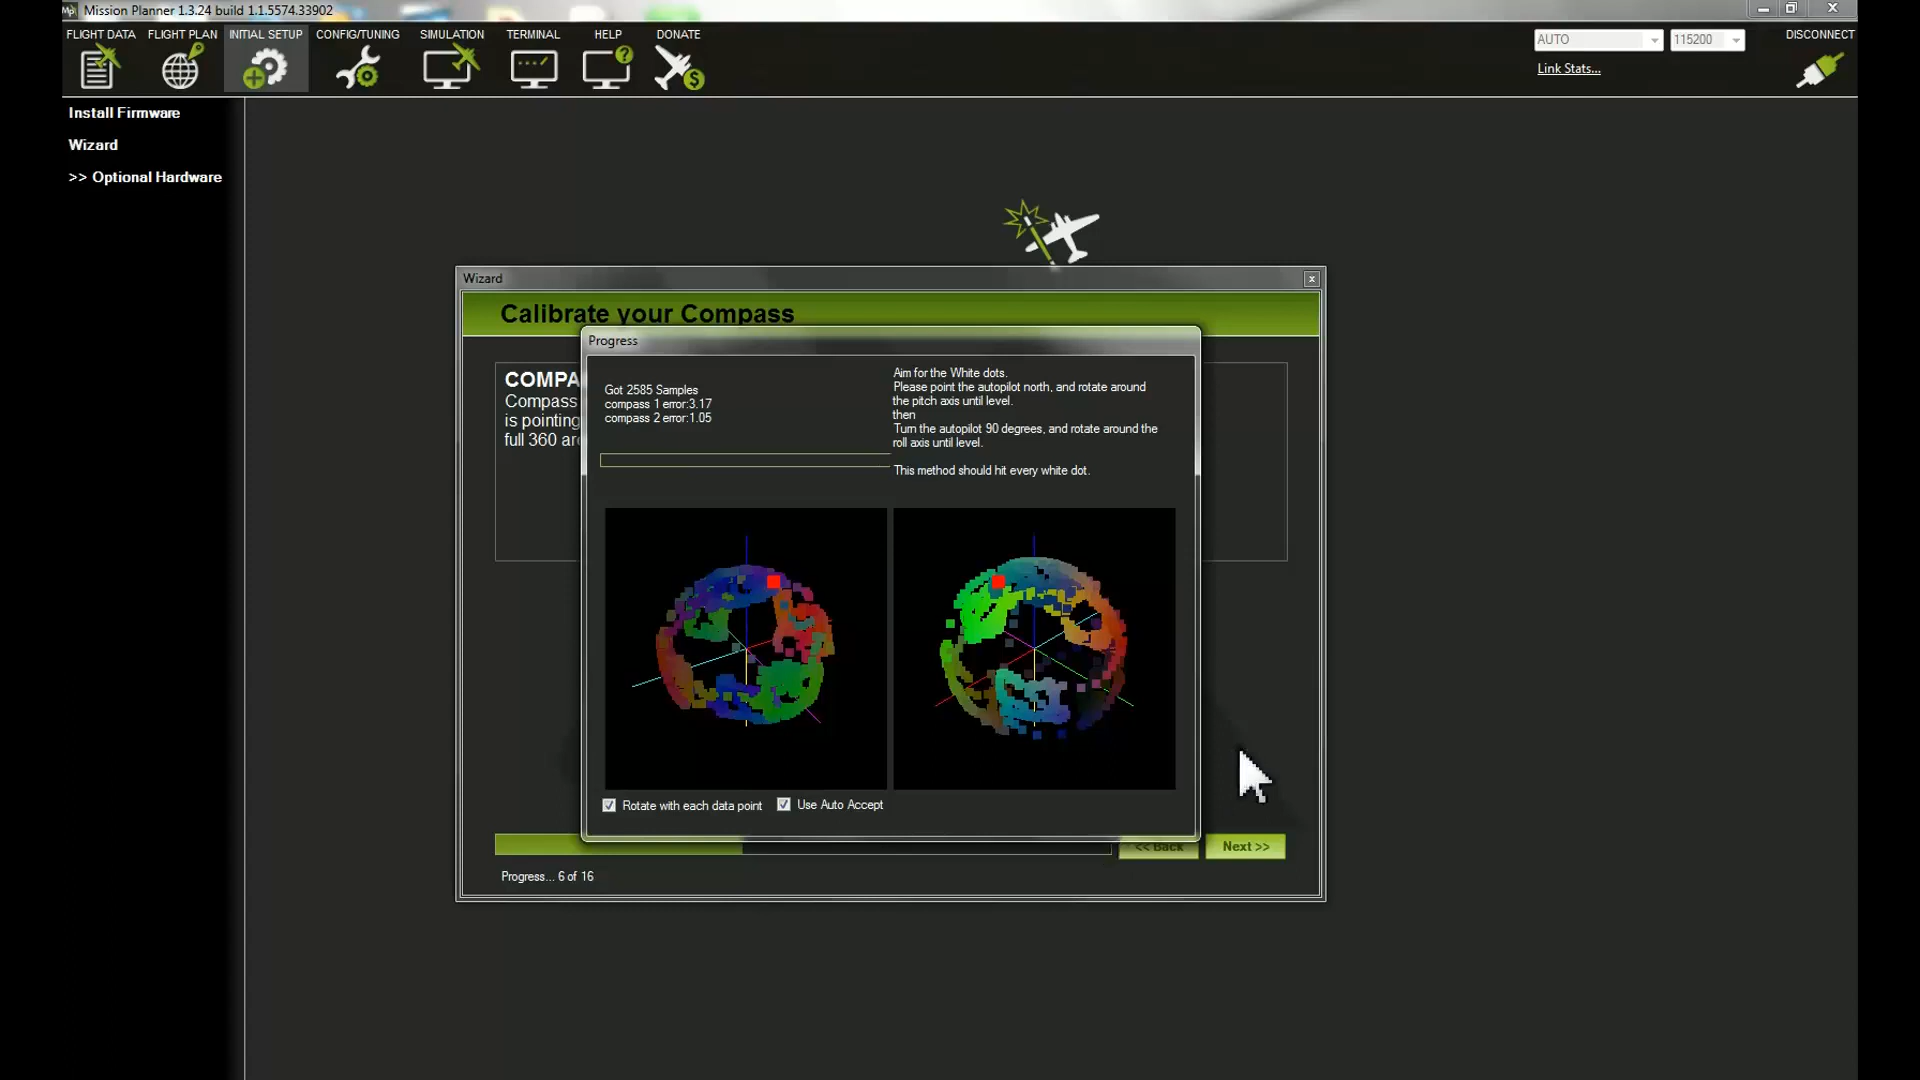 Mission Planner 1.3.24 build 1.1.5574.33902
FLIGHT DATA FLIGHT PLAN INITIAL SETUP CONFIG/TUNING SIMULATION TERMINAL HELP DONATE
AUTO 115200 DISCONNECT
Link Stats...
Install Firmware
Wizard
>> Optional Hardware
Wizard
Calibrate your Compass
Progress
COMPA
Compass
is pointing
full 360 aro
Got 2585 Samples
compass 1 error:3.17
compass 2 error:1.05
Aim for the White dots.
Please point the autopilot north, and rotate around
the pitch axis until level.
then
Turn the autopilot 90 degrees, and rotate around the
roll axis until level.
This method should hit every white dot.
Rotate with each data point Use Auto Accept
<< Back Next >>
Progress... 6 of 16